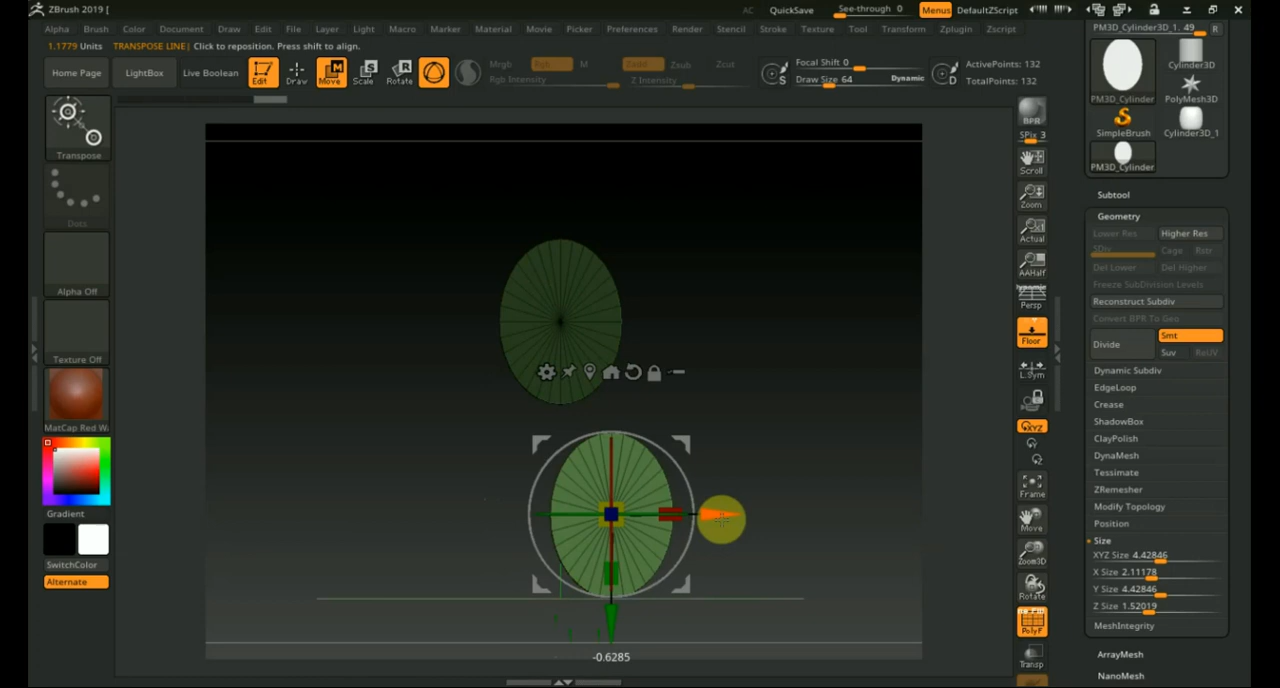 ZBrush 2019 [
AC QuickSave See-through 0 Menus DefaultZScript
Alpha Brush Color Document Draw Edit File Layer Light Macro Marker Material Movie Picker Preferences Render Stencil Stroke Texture Tool Transform Zplugin Zscript
1.1779 Units TRANSPOSE LINE| Click to reposition. Press shift to align.
Home Page LightBox Live Boolean
Edit Draw Move Scale Rotate
Mrgb Rgb M Zadd Zsub Zcut
Rgb Intensity Z Intensity
Focal Shift 0
Draw Size 64 Dynamic
ActivePoints: 132
TotalPoints: 132
Transpose
Dots
Alpha Off
Texture Off
MatCap Red W
Gradient
SwitchColor
Alternate
-0.6285
BPR
SPix 3
Scroll
Zoom
Actual
AAHalf
Dynamic
Persp
Floor
L.Sym
XYZ
Frame
Move
Zoom3D
Rotate
PolyF
Transp
PM3D_Cylinder3D_1. 49 R
PM3D_Cylinder
Cylinder3D
PolyMesh3D
SimpleBrush
Cylinder3D_1
PM3D_Cylinder
Subtool
Geometry
Lower Res Higher Res
SDiv Cage Rstr
Del Lower Del Higher
Freeze SubDivision Levels
Reconstruct Subdiv
Convert BPR To Geo
Divide Smt
Suv ReUV
Dynamic Subdiv
EdgeLoop
Crease
ShadowBox
ClayPolish
DynaMesh
Tessimate
ZRemesher
Modify Topology
Position
Size
XYZ Size 4.42846
X Size 2.11178
Y Size 4.42846
Z Size 1.52019
MeshIntegrity
ArrayMesh
NanoMesh